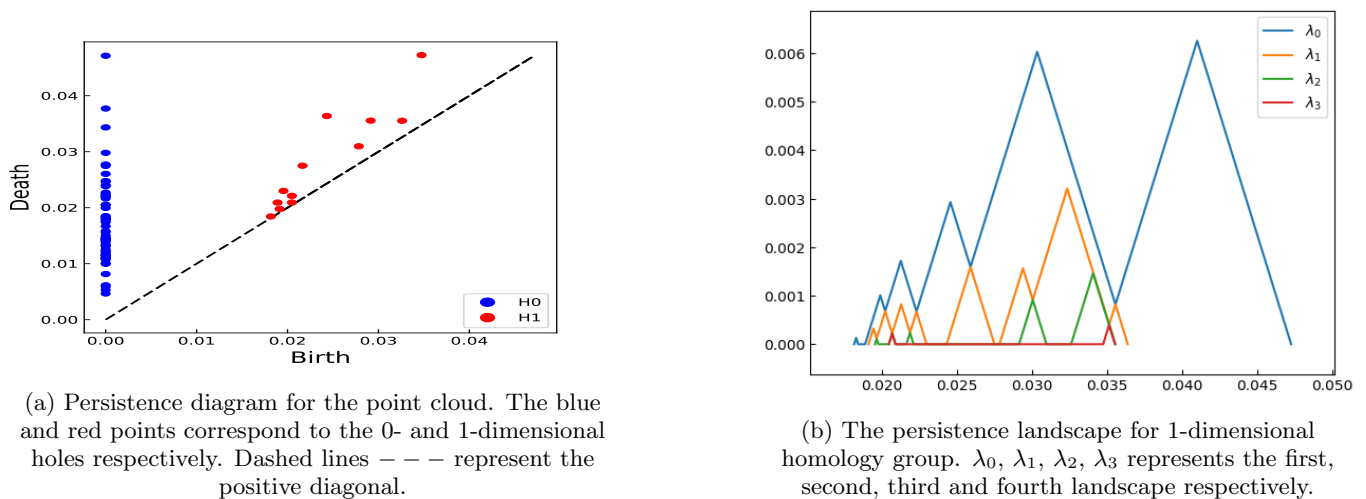 0.04
0.03
0.02
0.01
0.00
Death
H0
H1
0.00 0.01 0.02 0.03 0.04
Birth
(a) Persistence diagram for the point cloud. The blue
and red points correspond to the 0- and 1-dimensional
holes respectively. Dashed lines − − − represent the
positive diagonal.
0.006
0.005
0.004
0.003
0.002
0.001
0.000
λ₀
λ₁
λ₂
λ₃
0.020 0.025 0.030 0.035 0.040 0.045 0.050
(b) The persistence landscape for 1-dimensional
homology group. λ₀, λ₁, λ₂, λ₃ represents the first,
second, third and fourth landscape respectively.